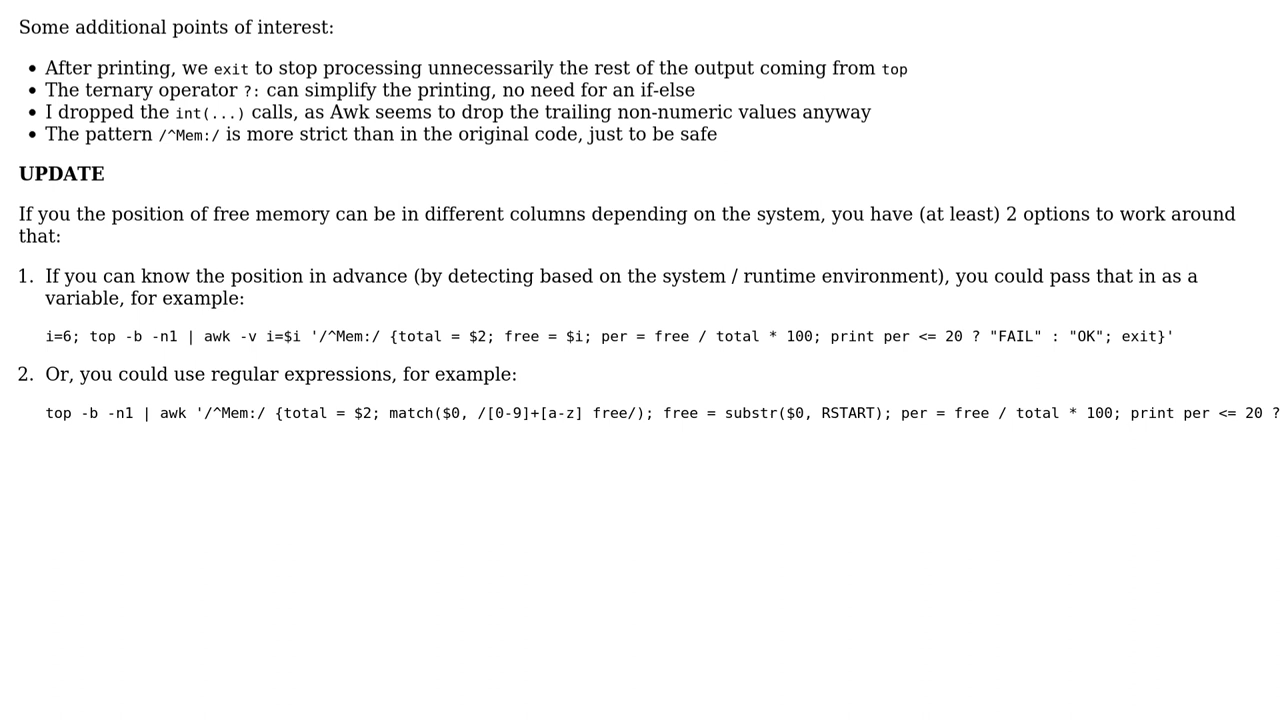 Some additional points of interest:
• After printing, we exit to stop processing unnecessarily the rest of the output coming from top
• The ternary operator ?: can simplify the printing, no need for an if-else
• I dropped the int(...) calls, as Awk seems to drop the trailing non-numeric values anyway
• The pattern /^Mem:/ is more strict than in the original code, just to be safe
UPDATE
If you the position of free memory can be in different columns depending on the system, you have (at least) 2 options to work around
that:
1. If you can know the position in advance (by detecting based on the system / runtime environment), you could pass that in as a
variable, for example:
i=6; top -b -n1 | awk -v i=$i '/^Mem:/ {total = $2; free = $i; per = free / total * 100; print per <= 20 ? "FAIL" : "OK"; exit}'
2. Or, you could use regular expressions, for example:
top -b -n1 | awk '/^Mem:/ {total = $2; match($0, /[0-9]+[a-z] free/); free = substr($0, RSTART); per = free / total * 100; print per <= 20 ?